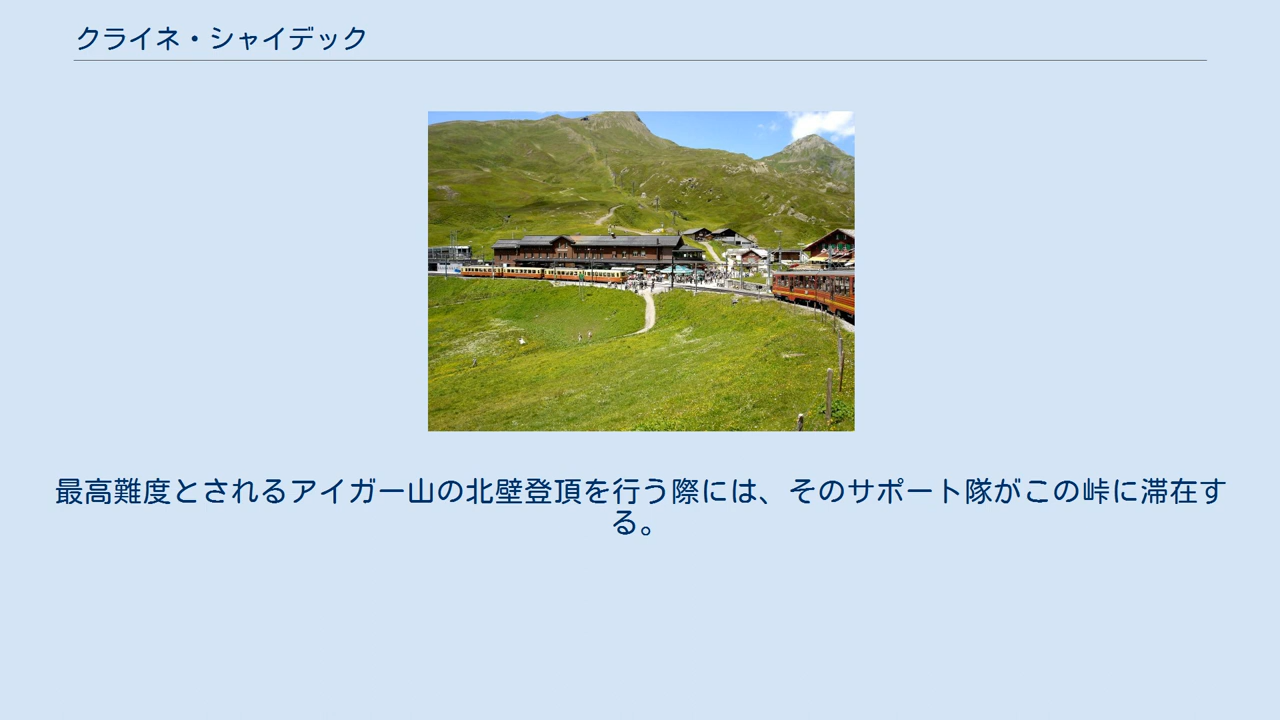 クライネ・シャイデック
最高難度とされるアイガー山の北壁登頂を行う際には、そのサポート隊がこの峠に滞在す
る。